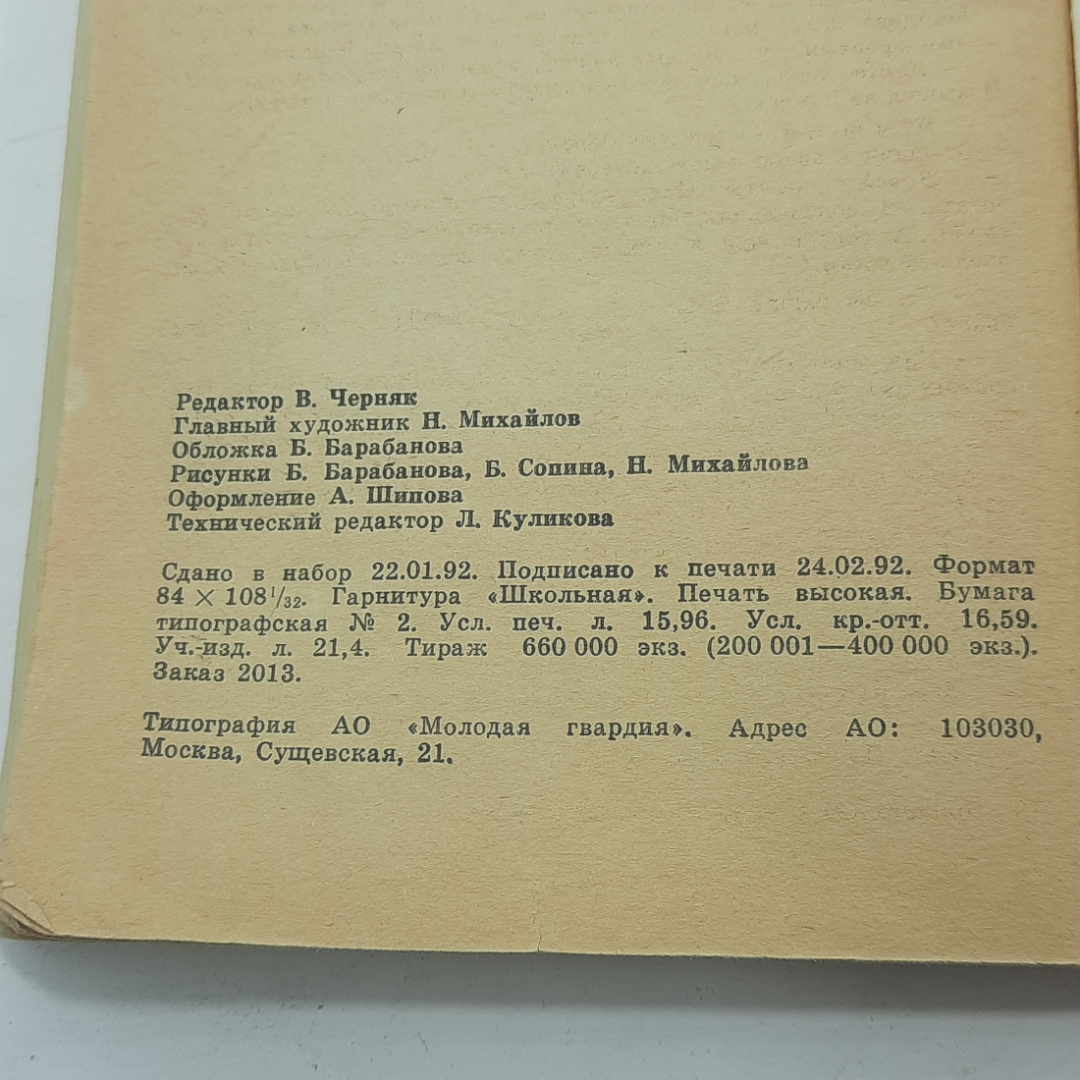 Редактор В. Черняк
Главный художник Н. Михайлов
Обложка Б. Барабанова
Рисунки Б. Барабанова, Б. Сопина, Н. Михайлова
Оформление А. Шипова
Технический редактор Л. Куликова
Сдано в набор 22.01.92. Подписано к печати 24.02.92. Формат
84 × 108 1/32. Гарнитура «Школьная». Печать высокая. Бумага
типографская № 2. Усл. печ. л. 15,96. Усл. кр.-отт. 16,59.
Уч.-изд. л. 21,4. Тираж 660 000 экз. (200 001—400 000 экз.).
Заказ 2013.
Типография АО «Молодая гвардия». Адрес АО: 103030,
Москва, Сущевская, 21.